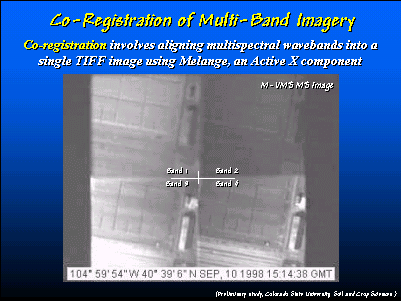 Co-Registration of Multi-Band Imagery
Co-registration involves aligning multispectral wavebands into a
single TIFF image using Melange, an Active X component
M-VMS MS Image
Band 1 Band 2
Band 3 Band 4
104° 59' 54" W 40° 39' 6" N SEP, 10 1998 15:14:38 GMT
(Preliminary study, Colorado State University Soil and Crop Sciences)